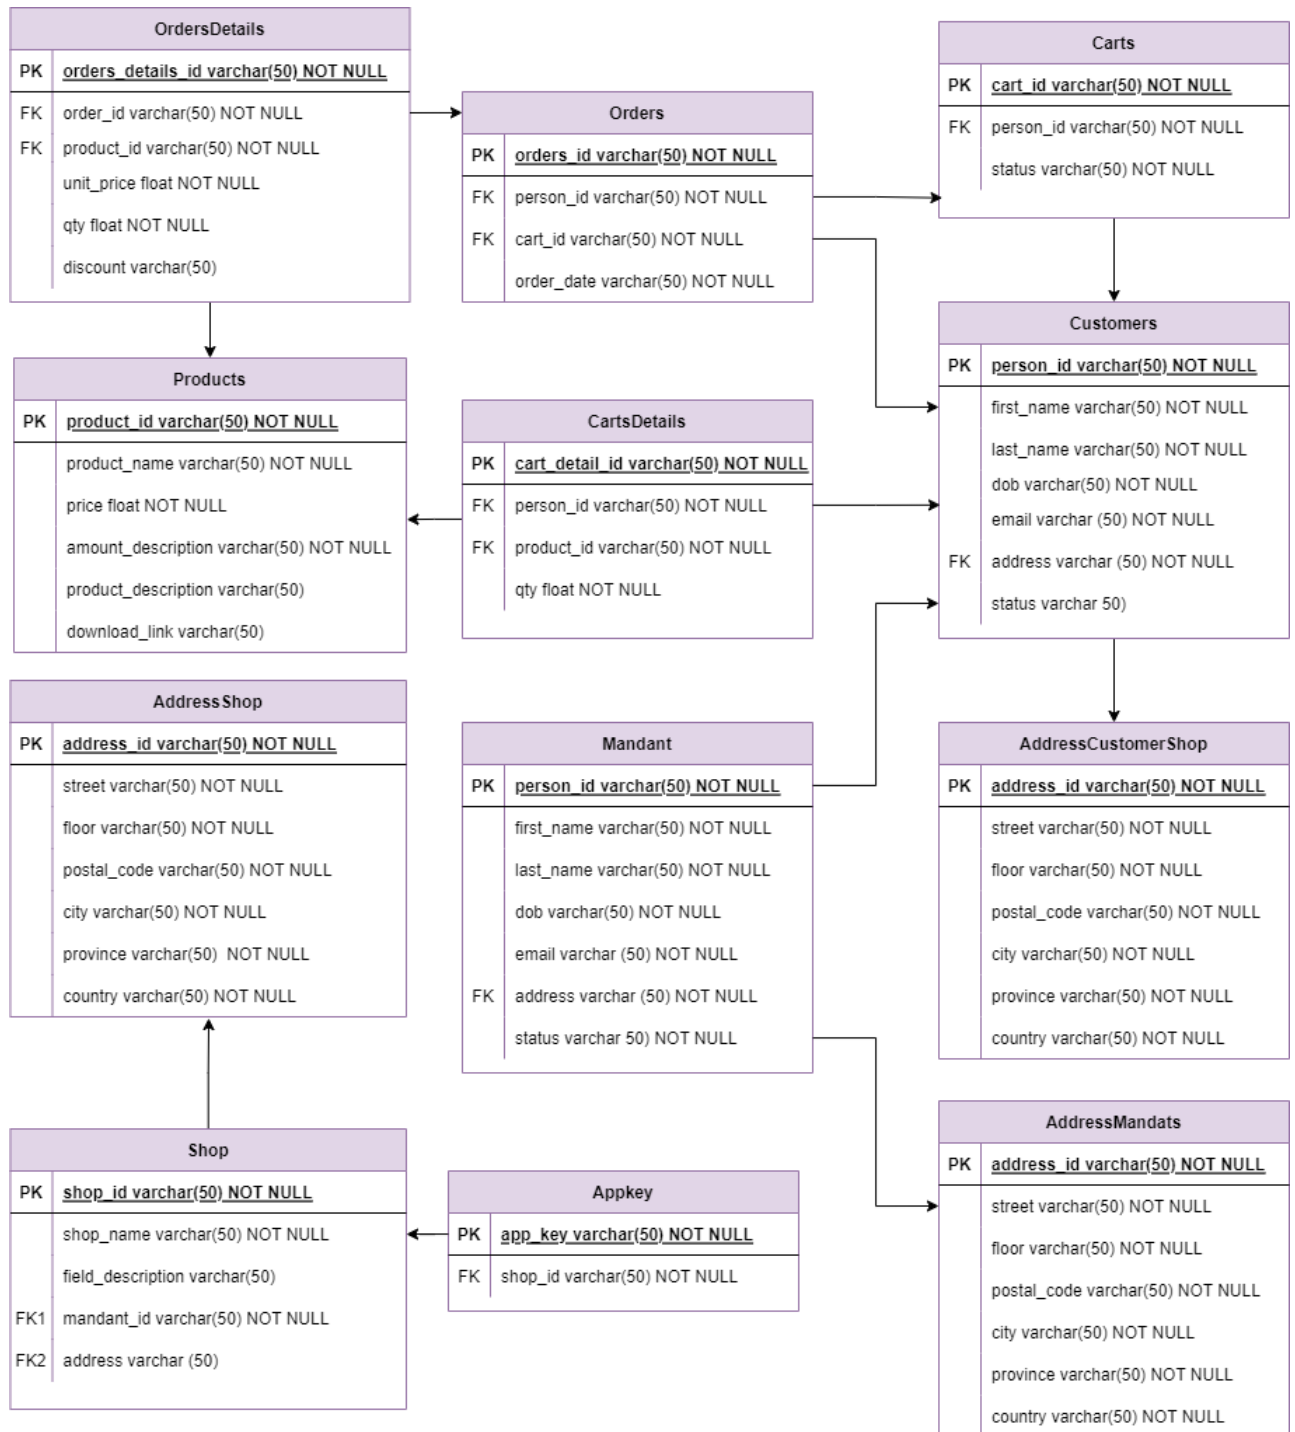 OrdersDetails
PK orders_details_id varchar(50) NOT NULL
FK order_id varchar(50) NOT NULL
FK product_id varchar(50) NOT NULL
unit_price float NOT NULL
qty float NOT NULL
discount varchar(50)
Orders
PK orders_id varchar(50) NOT NULL
FK person_id varchar(50) NOT NULL
FK cart_id varchar(50) NOT NULL
order_date varchar(50) NOT NULL
Carts
PK cart_id varchar(50) NOT NULL
FK person_id varchar(50) NOT NULL
status varchar(50) NOT NULL
Products
PK product_id varchar(50) NOT NULL
product_name varchar(50) NOT NULL
price float NOT NULL
amount_description varchar(50) NOT NULL
product_description varchar(50)
download_link varchar(50)
CartsDetails
PK cart_detail_id varchar(50) NOT NULL
FK person_id varchar(50) NOT NULL
FK product_id varchar(50) NOT NULL
qty float NOT NULL
Customers
PK person_id varchar(50) NOT NULL
first_name varchar(50) NOT NULL
last_name varchar(50) NOT NULL
dob varchar(50) NOT NULL
email varchar (50) NOT NULL
FK address varchar (50) NOT NULL
status varchar 50)
AddressShop
PK address_id varchar(50) NOT NULL
street varchar(50) NOT NULL
floor varchar(50) NOT NULL
postal_code varchar(50) NOT NULL
city varchar(50) NOT NULL
province varchar(50) NOT NULL
country varchar(50) NOT NULL
Mandant
PK person_id varchar(50) NOT NULL
first_name varchar(50) NOT NULL
last_name varchar(50) NOT NULL
dob varchar(50) NOT NULL
email varchar (50) NOT NULL
FK address varchar (50) NOT NULL
status varchar 50) NOT NULL
AddressCustomerShop
PK address_id varchar(50) NOT NULL
street varchar(50) NOT NULL
floor varchar(50) NOT NULL
postal_code varchar(50) NOT NULL
city varchar(50) NOT NULL
province varchar(50) NOT NULL
country varchar(50) NOT NULL
Shop
PK shop_id varchar(50) NOT NULL
shop_name varchar(50) NOT NULL
field_description varchar(50)
FK1 mandant_id varchar(50) NOT NULL
FK2 address varchar (50)
Appkey
PK app_key varchar(50) NOT NULL
FK shop_id varchar(50) NOT NULL
AddressMandats
PK address_id varchar(50) NOT NULL
street varchar(50) NOT NULL
floor varchar(50) NOT NULL
postal_code varchar(50) NOT NULL
city varchar(50) NOT NULL
province varchar(50) NOT NULL
country varchar(50) NOT NULL